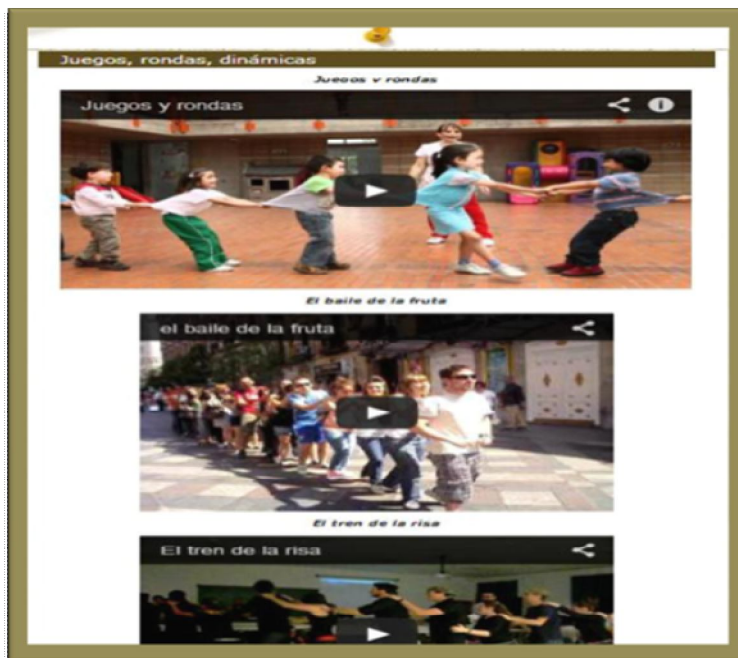 Juegos, rondas, dinámicas
Juegos y rondas
Juegos y rondas
El baile de la fruta
el baile de la fruta
El tren de la risa
El tren de la risa